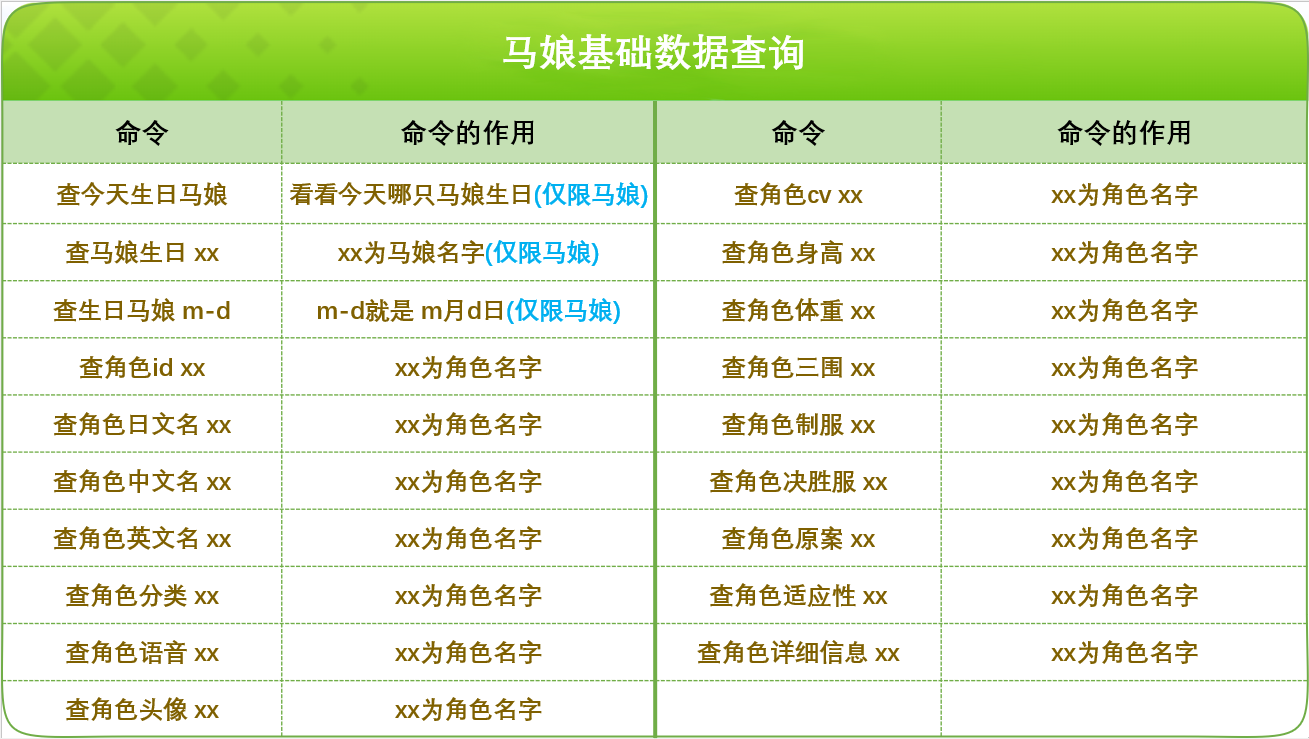 马娘基础数据查询
命令 命令的作用 命令 命令的作用
查今天生日马娘 看看今天哪只马娘生日(仅限马娘) 查角色cv xx xx为角色名字
查马娘生日 xx xx为马娘名字(仅限马娘) 查角色身高 xx xx为角色名字
查生日马娘 m-d m-d就是 m月d日(仅限马娘) 查角色体重 xx xx为角色名字
查角色id xx xx为角色名字 查角色三围 xx xx为角色名字
查角色日文名 xx xx为角色名字 查角色制服 xx xx为角色名字
查角色中文名 xx xx为角色名字 查角色决胜服 xx xx为角色名字
查角色英文名 xx xx为角色名字 查角色原案 xx xx为角色名字
查角色分类 xx xx为角色名字 查角色适应性 xx xx为角色名字
查角色语音 xx xx为角色名字 查角色详细信息 xx xx为角色名字
查角色头像 xx xx为角色名字